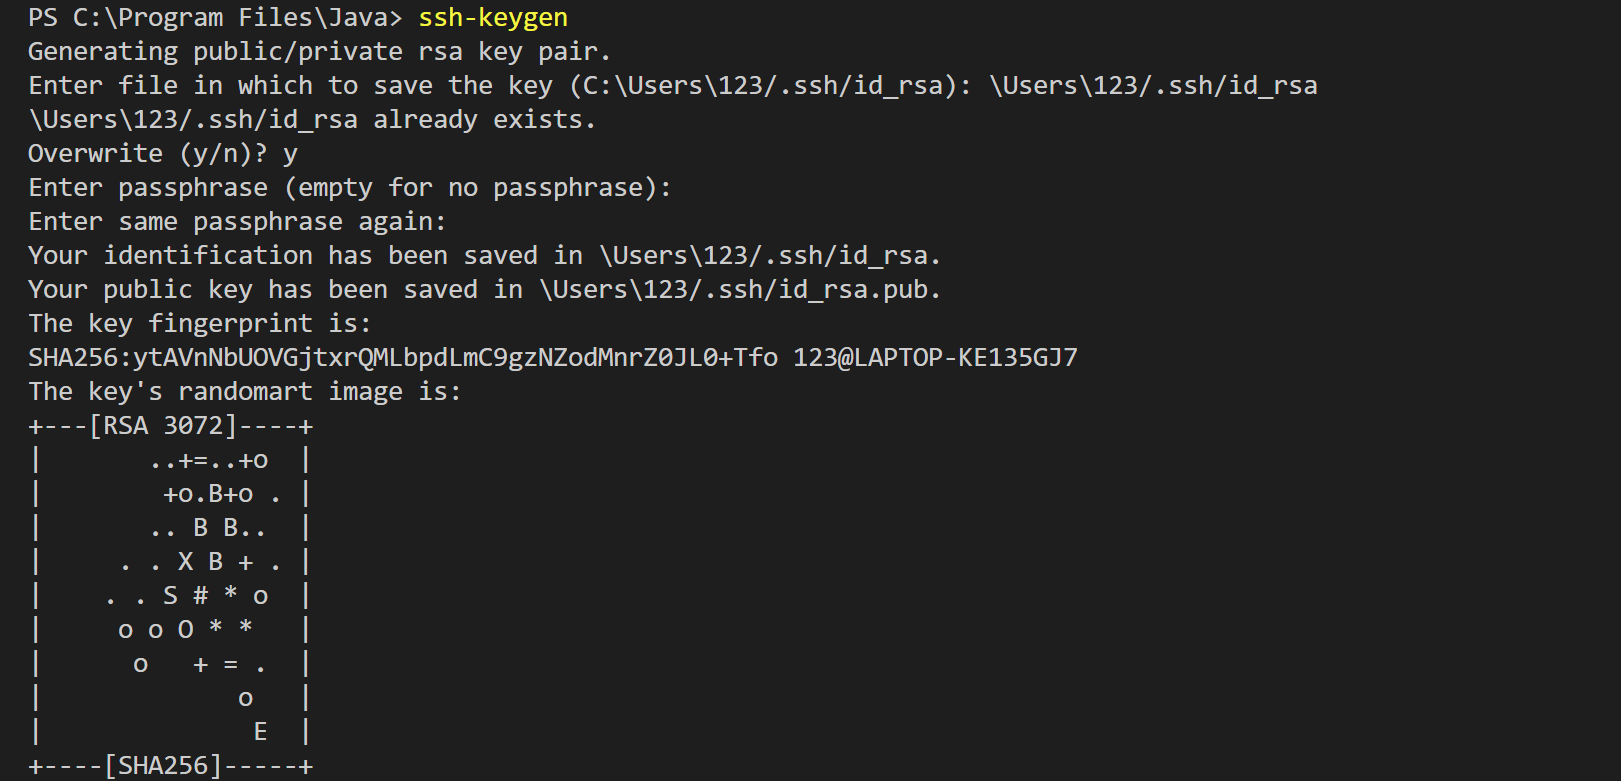 PS C:\Program Files\Java> ssh-keygen
Generating public/private rsa key pair.
Enter file in which to save the key (C:\Users\123/.ssh/id_rsa): \Users\123/.ssh/id_rsa
\Users\123/.ssh/id_rsa already exists.
Overwrite (y/n)? y
Enter passphrase (empty for no passphrase):
Enter same passphrase again:
Your identification has been saved in \Users\123/.ssh/id_rsa.
Your public key has been saved in \Users\123/.ssh/id_rsa.pub.
The key fingerprint is:
SHA256:ytAVnNbUOVGjtxrQMLbpdLmC9gzNZodMnrZ0JL0+Tfo 123@LAPTOP-KE135GJ7
The key's randomart image is:
+---[RSA 3072]----+
|       ..+=..+o  |
|        +o.B+o . |
|       .. B B..  |
|     . . X B + . |
|    . . S # * o  |
|     o o O * *   |
|      o   + = .  |
|             o   |
|              E  |
+----[SHA256]-----+